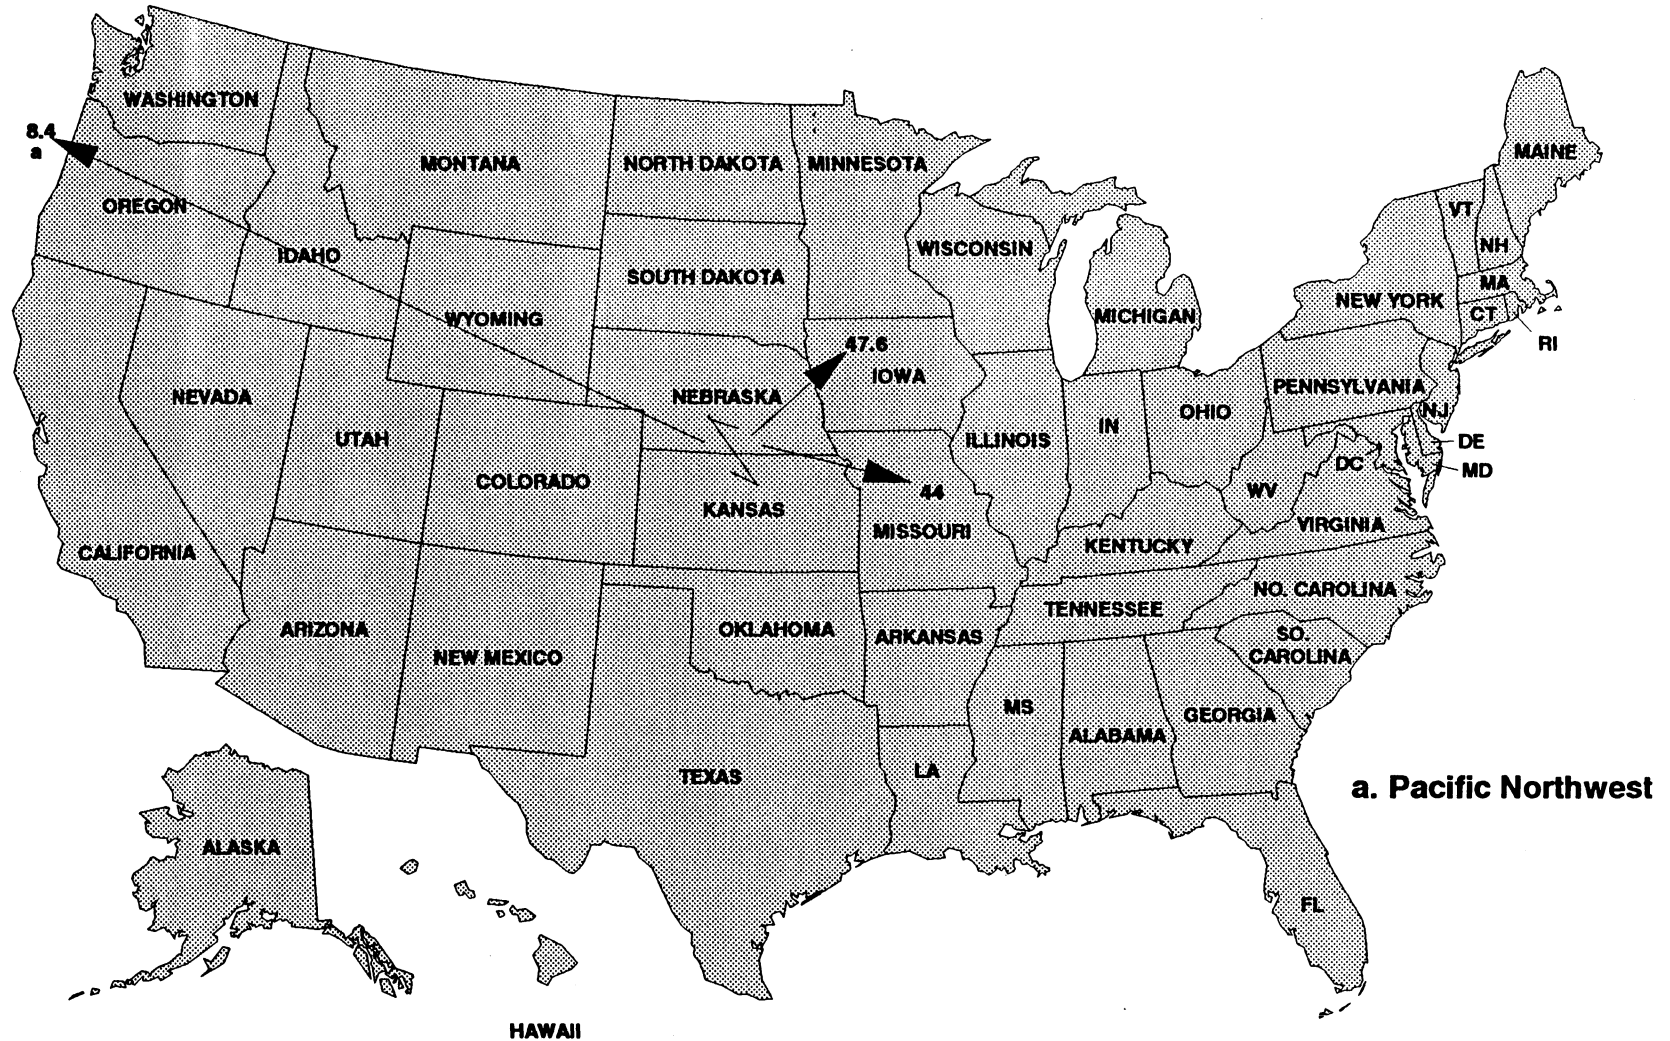 WASHINGTON
8.4
a
MONTANA
NORTH DAKOTA
MINNESOTA
MAINE
OREGON
VT
IDAHO
WISCONSIN
NH
SOUTH DAKOTA
MA
NEW YORK
WYOMING
MICHIGAN
CT
RI
47.6
IOWA
NEVADA
NEBRASKA
PENNSYLVANIA
OHIO
NJ
UTAH
ILLINOIS
IN
DE
DC
MD
COLORADO
44
WV
KANSAS
MISSOURI
VIRGINIA
CALIFORNIA
KENTUCKY
NO. CAROLINA
TENNESSEE
ARIZONA
OKLAHOMA
ARKANSAS
SO.
CAROLINA
NEW MEXICO
MS
GEORGIA
ALABAMA
TEXAS
LA
a. Pacific Northwest
ALASKA
FL
HAWAII